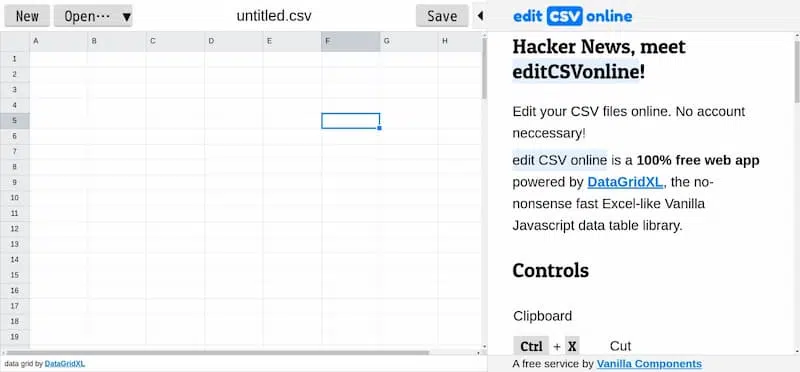 New Open… ▼ untitled.csv Save
A B C D E F G H
1
2
3
4
5
6
7
8
9
10
11
12
13
14
15
16
17
18
19
data grid by DataGridXL
edit CSV online
Hacker News, meet
editCSVonline!
Edit your CSV files online. No account
neccessary!
edit CSV online is a 100% free web app
powered by DataGridXL, the no-
nonsense fast Excel-like Vanilla
Javascript data table library.
Controls
Clipboard
Ctrl + X Cut
A free service by Vanilla Components